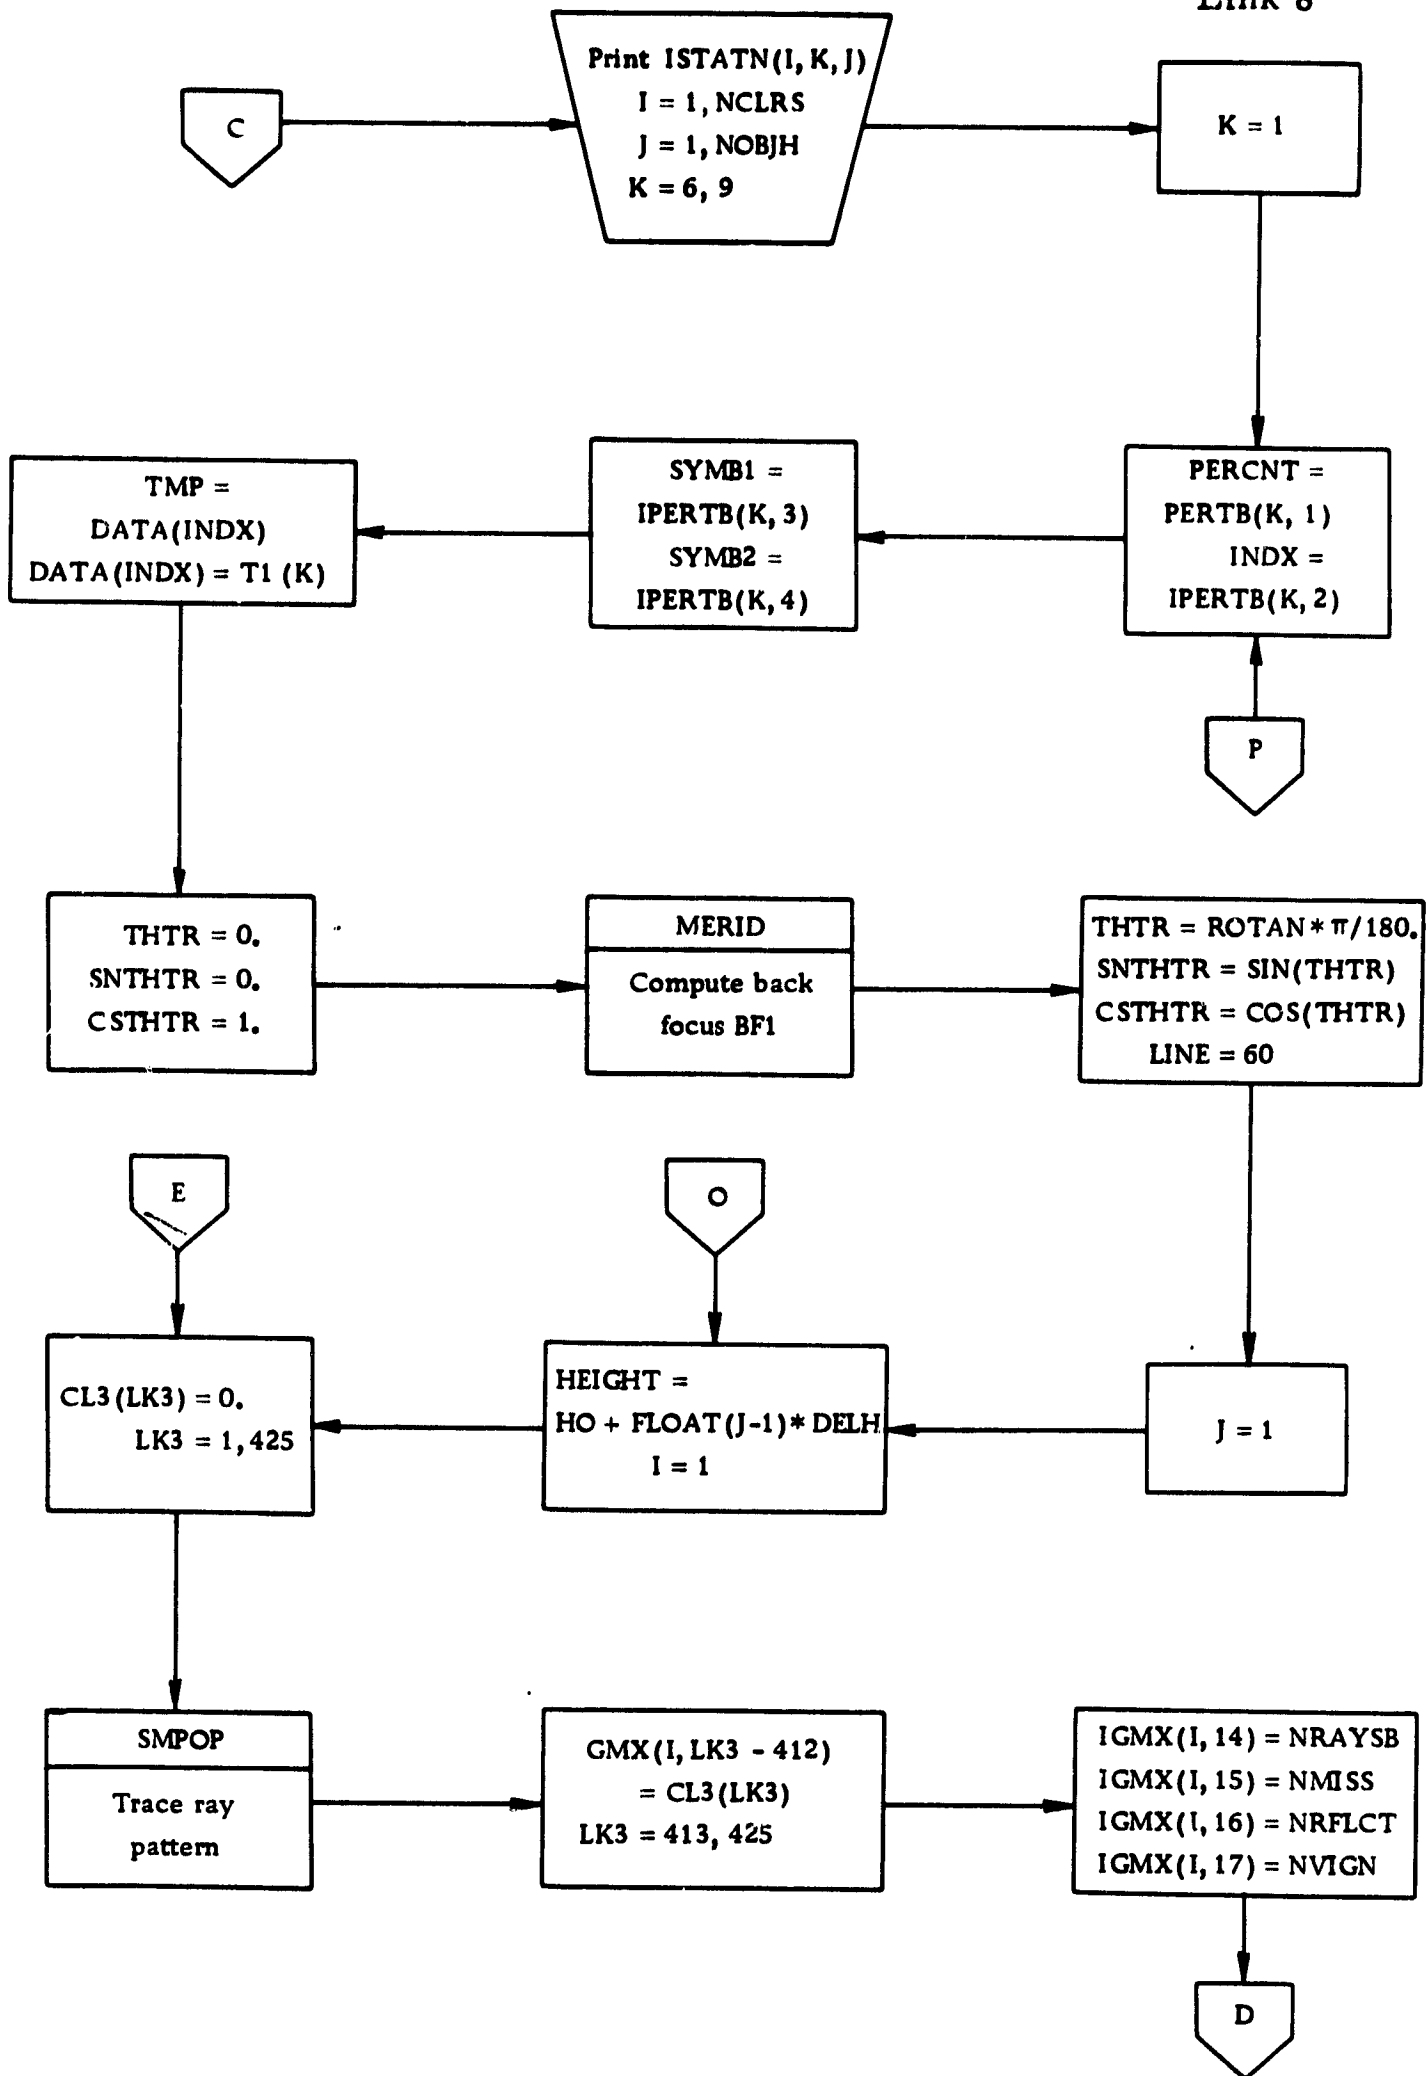 Link 8
C
Print ISTATN(I, K, J)
I = 1, NCLRS
J = 1, NOBJH
K = 6, 9
K = 1
TMP =
DATA(INDX)
DATA(INDX) = T1 (K)
SYMB1 =
IPERTB(K, 3)
SYMB2 =
IPERTB(K, 4)
PERCNT =
PERTB(K, 1)
INDX =
IPERTB(K, 2)
P
THTR = 0.
SNTHTR = 0.
CSTHTR = 1.
MERID
Compute back
focus BF1
THTR = ROTAN * π/180.
SNTHTR = SIN(THTR)
CSTHTR = COS(THTR)
LINE = 60
E
O
CL3(LK3) = 0.
LK3 = 1, 425
HEIGHT =
HO + FLOAT(J-1) * DELH
I = 1
J = 1
SMPOP
Trace ray
pattern
GMX(I, LK3 - 412)
= CL3(LK3)
LK3 = 413, 425
IGMX(I, 14) = NRAYSB
IGMX(I, 15) = NMISS
IGMX(I, 16) = NRFLCT
IGMX(I, 17) = NVIGN
D